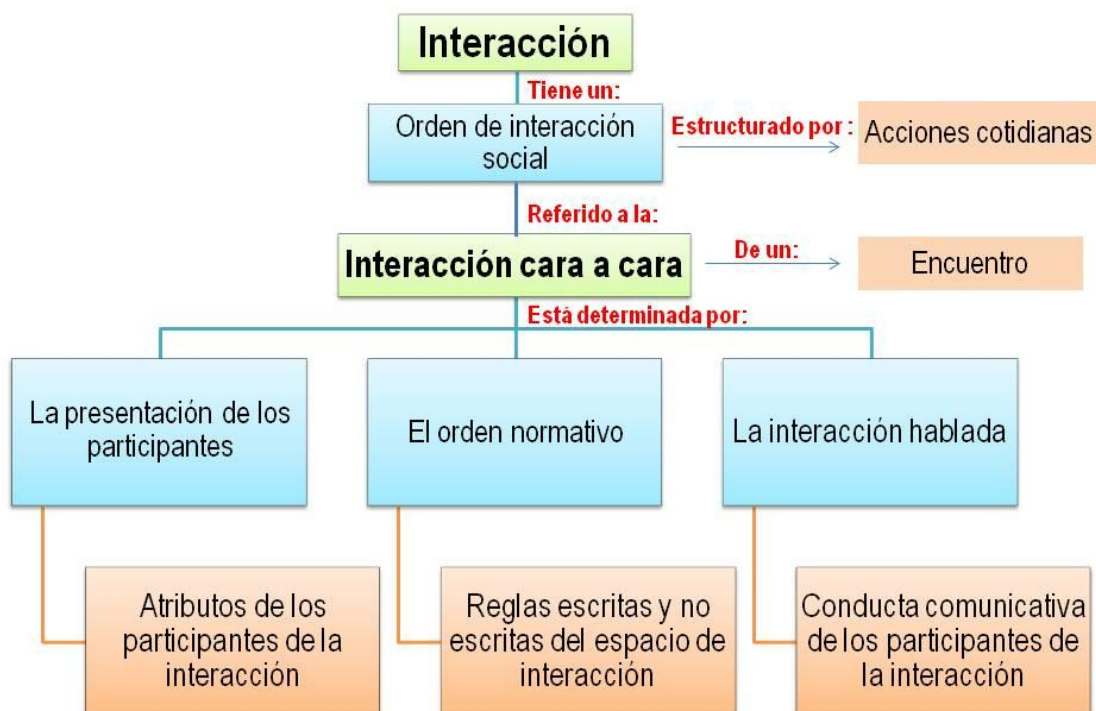 Interacción
Tiene un:
Orden de interacción
social
Estructurado por :
Acciones cotidianas
Referido a la:
Interacción cara a cara
De un:
Encuentro
Está determinada por:
La presentación de los
participantes
El orden normativo
La interacción hablada
Atributos de los
participantes de la
interacción
Reglas escritas y no
escritas del espacio de
interacción
Conducta comunicativa
de los participantes de
la interacción